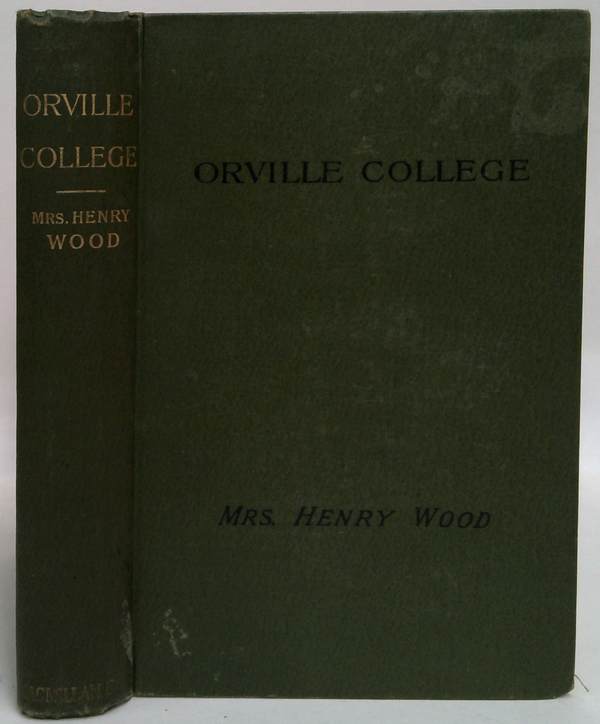 ORVILLE
COLLEGE
MRS. HENRY
WOOD
ORVILLE COLLEGE
MRS. HENRY WOOD